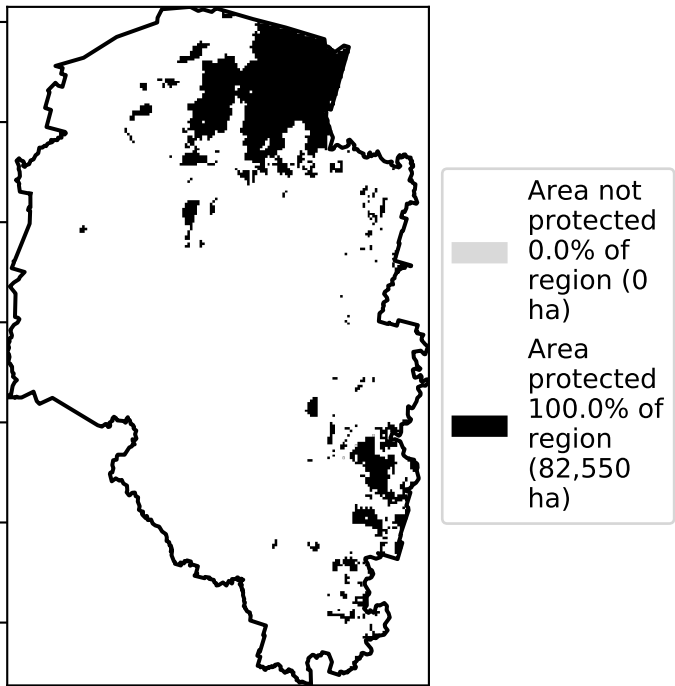 Area not
protected
0.0% of
region (0
ha)
Area
protected
100.0% of
region
(82,550
ha)